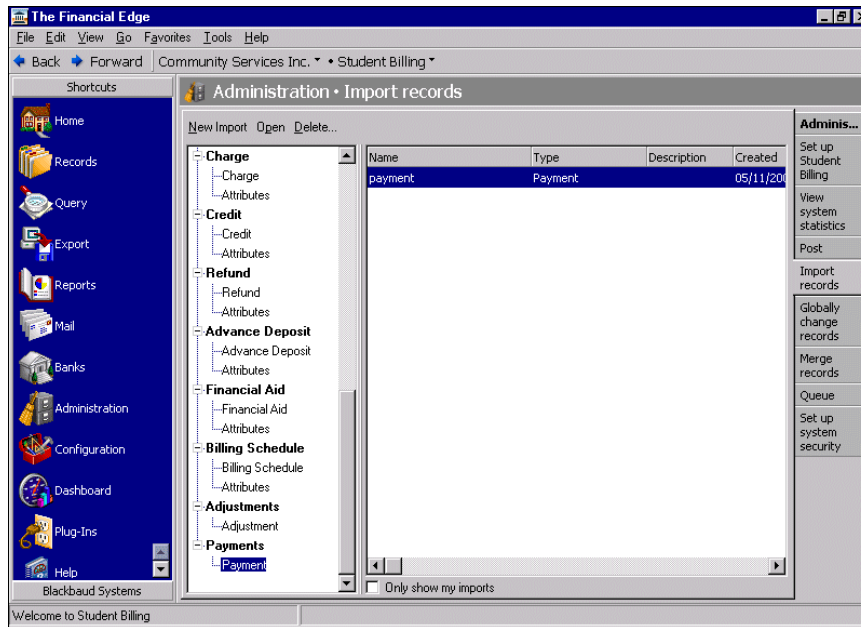 The Financial Edge
File Edit View Go Favorites Tools Help
Back Forward Community Services Inc. • Student Billing
Shortcuts
Home
Records
Query
Export
Reports
Mail
Banks
Administration
Configuration
Dashboard
Plug-Ins
Help
Blackbaud Systems
Administration • Import records
New Import Open Delete...
Charge
Charge
Attributes
Credit
Credit
Attributes
Refund
Refund
Attributes
Advance Deposit
Advance Deposit
Attributes
Financial Aid
Financial Aid
Attributes
Billing Schedule
Billing Schedule
Attributes
Adjustments
Adjustment
Payments
Payment
Name Type Description Created
payment Payment 05/11/200
Only show my imports
Adminis...
Set up
Student
Billing
View
system
statistics
Post
Import
records
Globally
change
records
Merge
records
Queue
Set up
system
security
Welcome to Student Billing